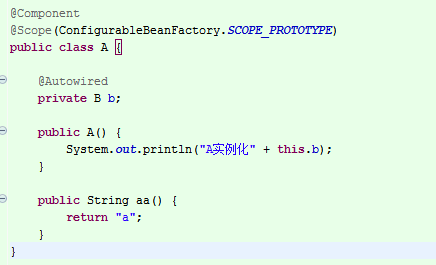 @Component
@Scope(ConfigurableBeanFactory.SCOPE_PROTOTYPE)
public class A {
@Autowired
private B b;
public A() {
System.out.println("A实例化" + this.b);
}
public String aa() {
return "a";
}
}